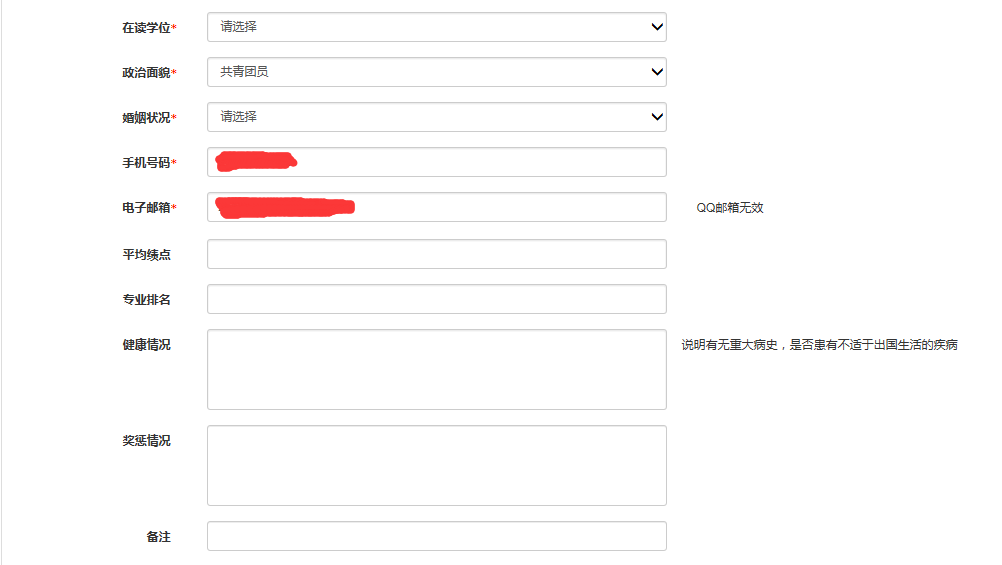 在读学位* 请选择
政治面貌* 共青团员
婚姻状况* 请选择
手机号码*
电子邮箱* QQ邮箱无效
平均绩点
专业排名
健康情况 说明有无重大病史，是否患有不适于出国生活的疾病
奖惩情况
备注